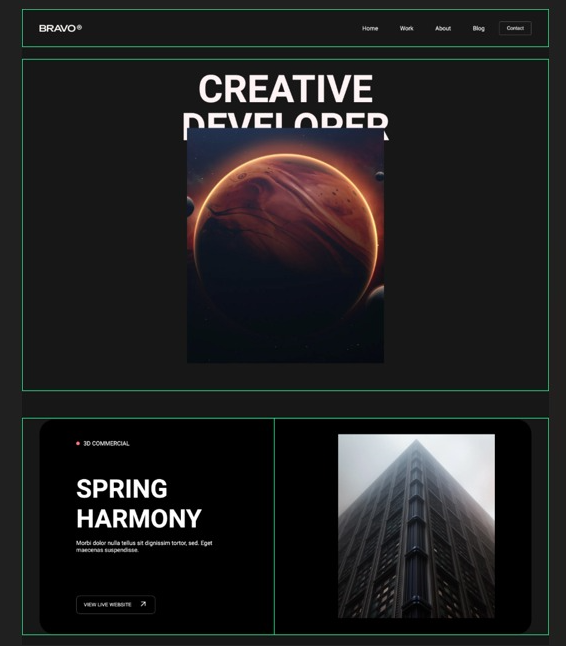 BRAVO®
Home Work About Blog Contact
CREATIVE
DEVELOPER
3D COMMERCIAL
SPRING
HARMONY
Morbi dolor nulla tellus sit dignissim tortor, sed. Eget
maecenas suspendisse.
VIEW LIVE WEBSITE